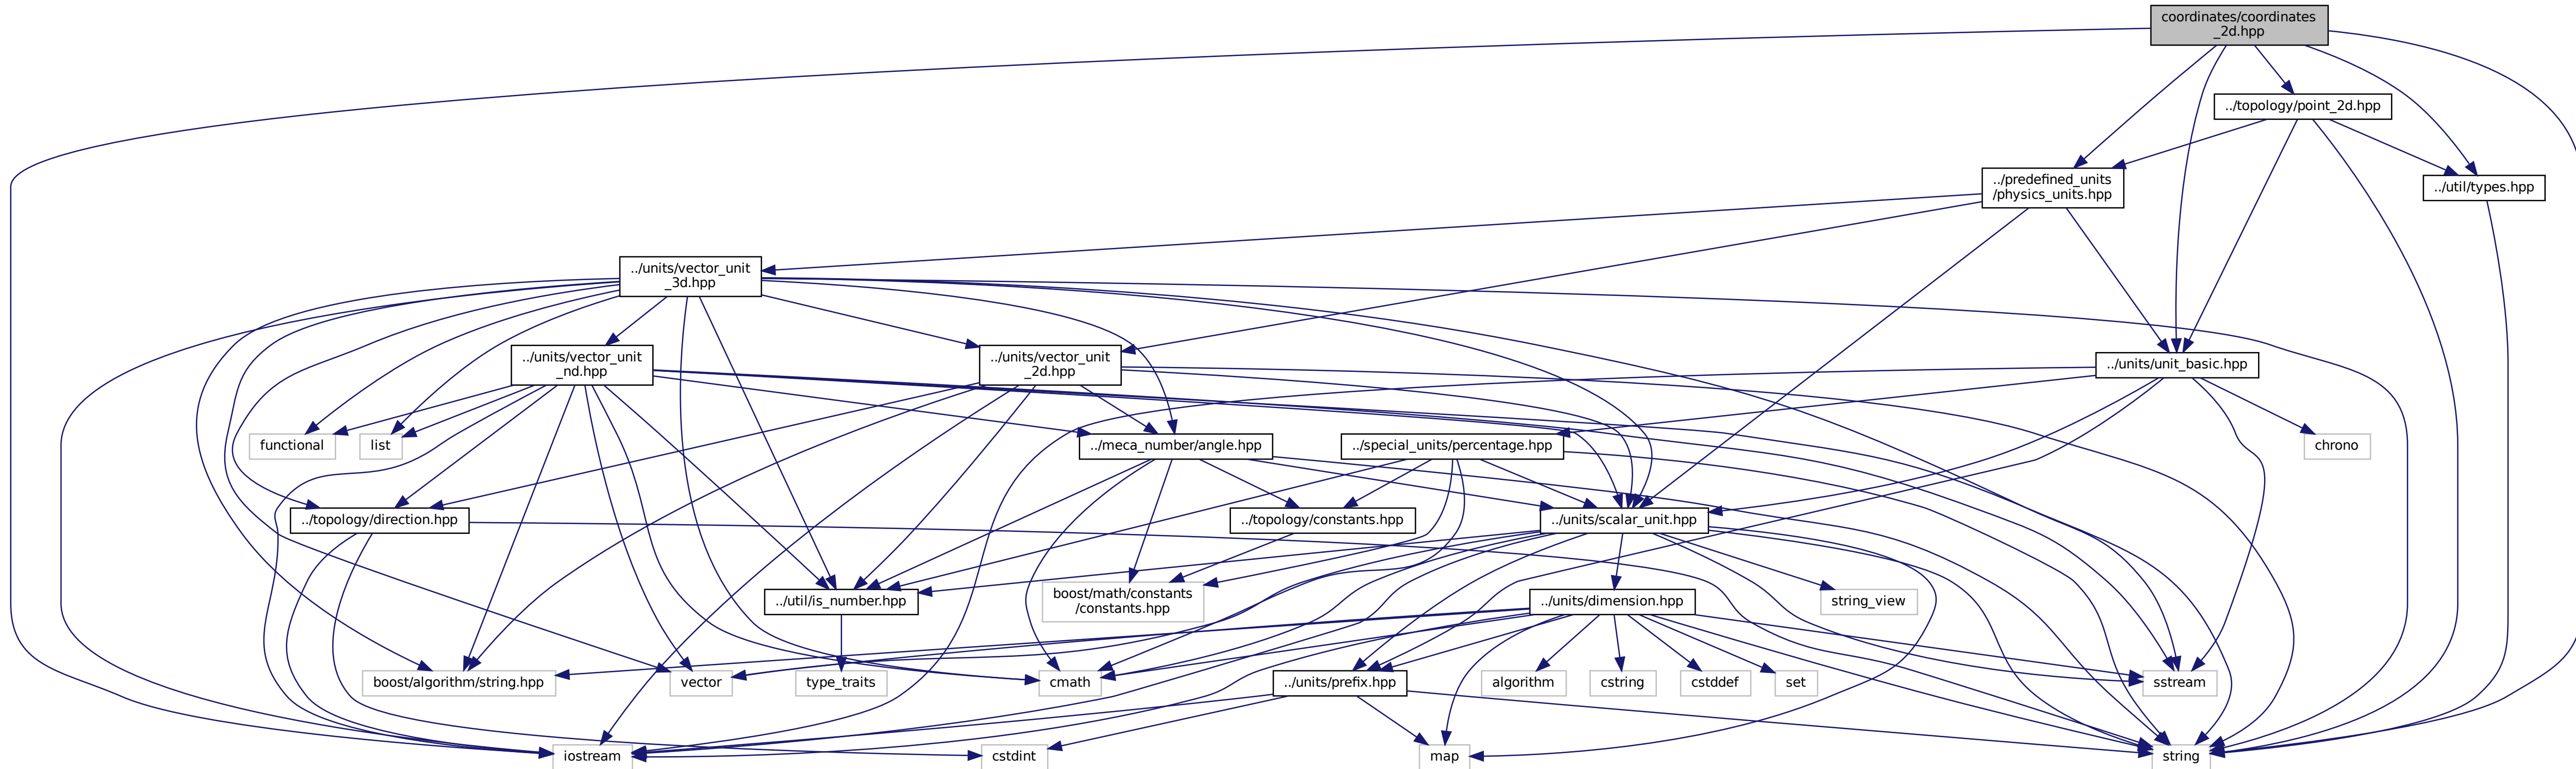 coordinates/coordinates
_2d.hpp
../topology/point_2d.hpp
../predefined_units
/physics_units.hpp
../util/types.hpp
../units/vector_unit
_3d.hpp
../units/vector_unit
_nd.hpp
../units/vector_unit
_2d.hpp
../units/unit_basic.hpp
functional
list
../meca_number/angle.hpp
../special_units/percentage.hpp
chrono
../topology/direction.hpp
../topology/constants.hpp
../units/scalar_unit.hpp
../util/is_number.hpp
boost/math/constants
/constants.hpp
../units/dimension.hpp
string_view
boost/algorithm/string.hpp
vector
type_traits
cmath
../units/prefix.hpp
algorithm
cstring
cstddef
set
sstream
iostream
cstdint
map
string